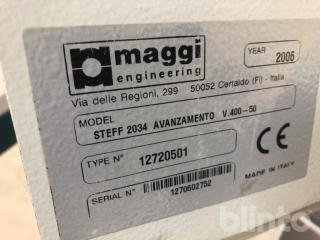 maggi
engineering
YEAR
2006
Via delle Regioni, 299 50052 Certaldo (Fi) - Italia
MODEL
STEFF 2034 AVANZAMENTO V.400-50
TYPE N°
12720501
CE
SERIAL N°
1270602752
MADE IN ITALY
blinto